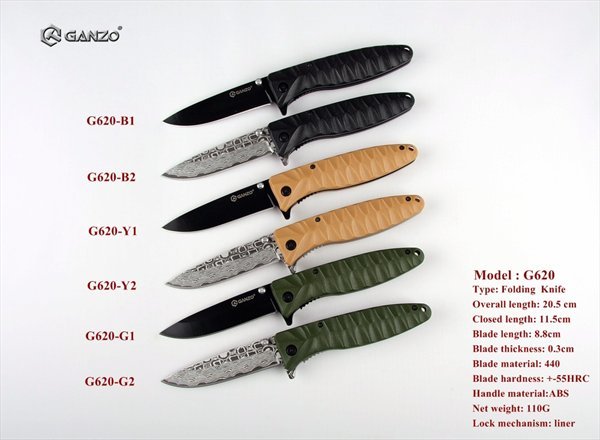 GANZO
G620-B1
G620-B2
G620-Y1
G620-Y2
G620-G1
G620-G2
Model : G620
Type: Folding Knife
Overall length: 20.5 cm
Closed length: 11.5cm
Blade length: 8.8cm
Blade thickness: 0.3cm
Blade material: 440
Blade hardness: +-55HRC
Handle material:ABS
Net weight: 110G
Lock mechanism: liner